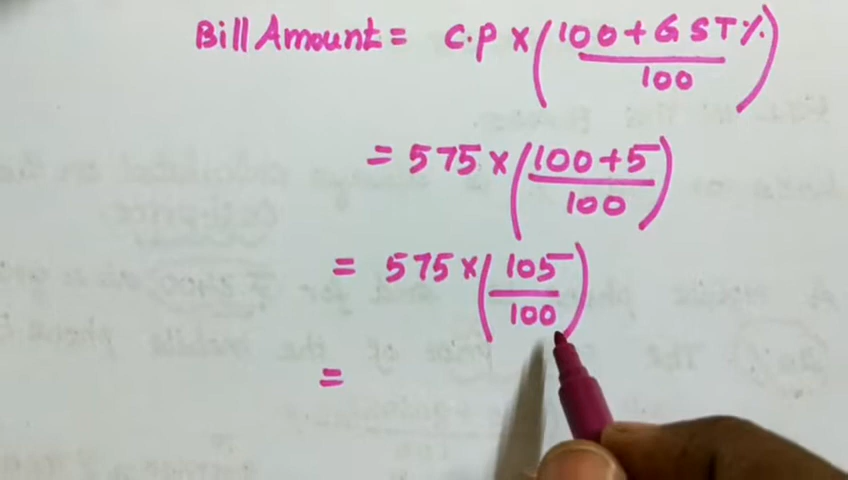 Bill Amount = C.P × (100 + GST% / 100)
= 575 × (100 + 5 / 100)
= 575 × (105 / 100)
=